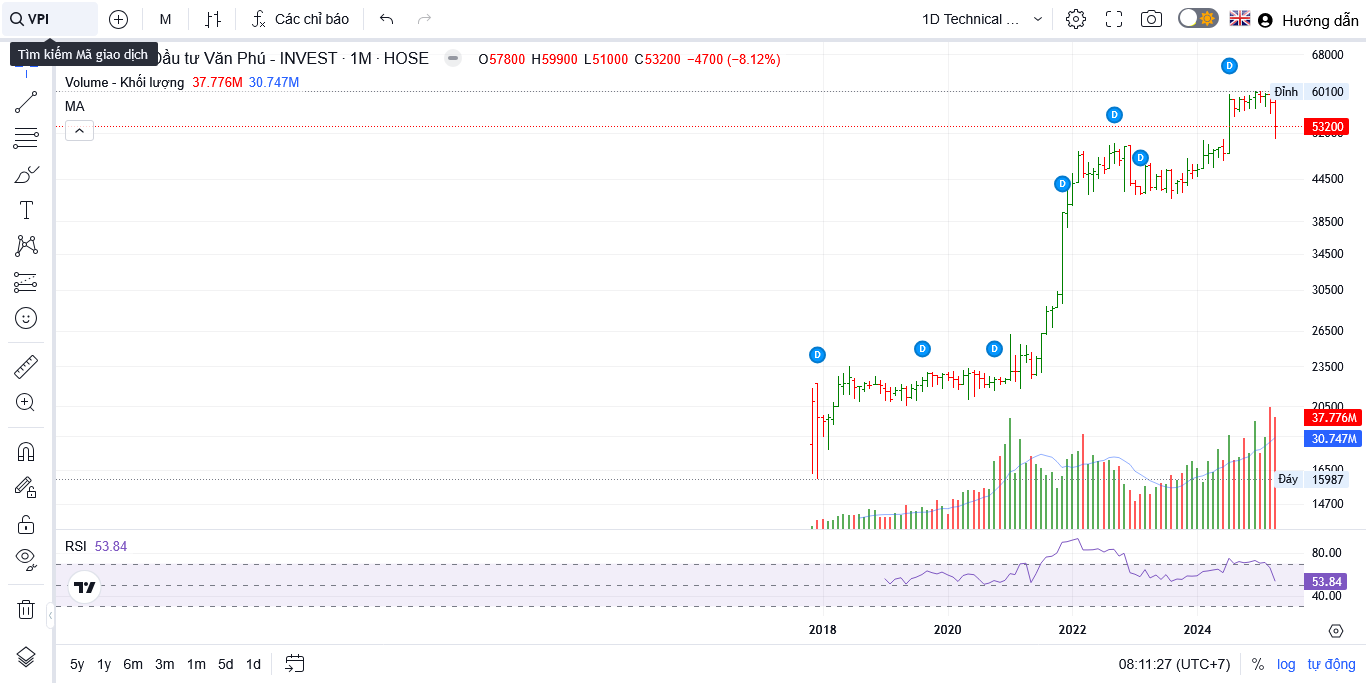 VPI
M
Các chỉ báo
1D Technical ...
Hướng dẫn
Tìm kiếm Mã giao dịch
Đầu tư Văn Phú - INVEST · 1M · HOSE
O57800 H59900 L51000 C53200 −4700 (−8.12%)
Volume - Khối lượng 37.776M 30.747M
MA
D
D
D
D
D
D
D
68000
Đỉnh 60100
53200
44500
38500
34500
30500
26500
23500
20500
37.776M
30.747M
16500
Đáy 15987
14700
RSI 53.84
80.00
53.84
40.00
2018
2020
2022
2024
5y 1y 6m 3m 1m 5d 1d
08:11:27 (UTC+7)
% log tự động